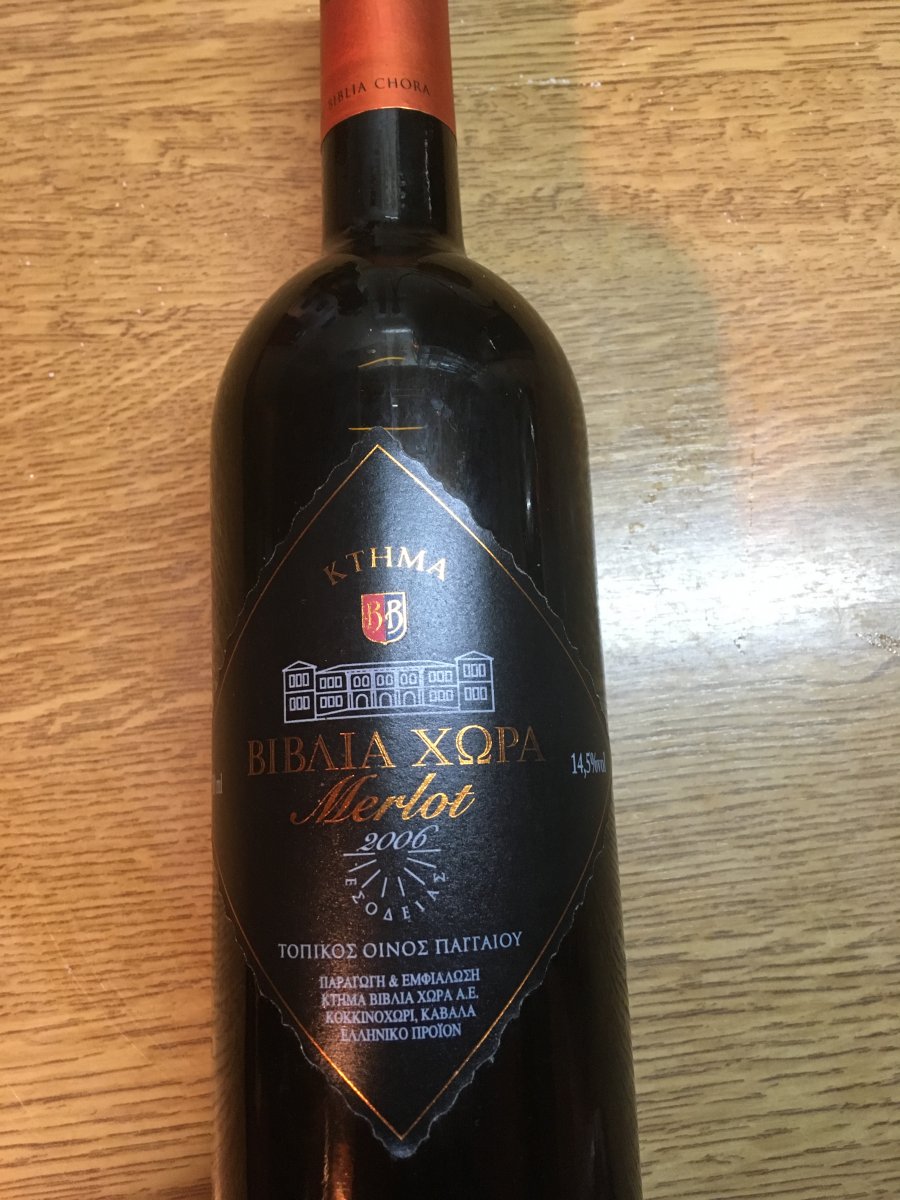 BIBLIA CHORA
ΚΤΗΜΑ
BB
ΒΙΒΛΙΑ ΧΩΡΑ
14,5%vol
ml
Merlot
2006
ΕΣΟΔΕΙΑΣ
ΤΟΠΙΚΟΣ ΟΙΝΟΣ ΠΑΓΓΑΙΟΥ
ΠΑΡΑΓΩΓΗ & ΕΜΦΙΑΛΩΣΗ
ΚΤΗΜΑ ΒΙΒΛΙΑ ΧΩΡΑ Α.Ε.
ΚΟΚΚΙΝΟΧΩΡΙ, ΚΑΒΑΛΑ
ΕΛΛΗΝΙΚΟ ΠΡΟΪΟΝ